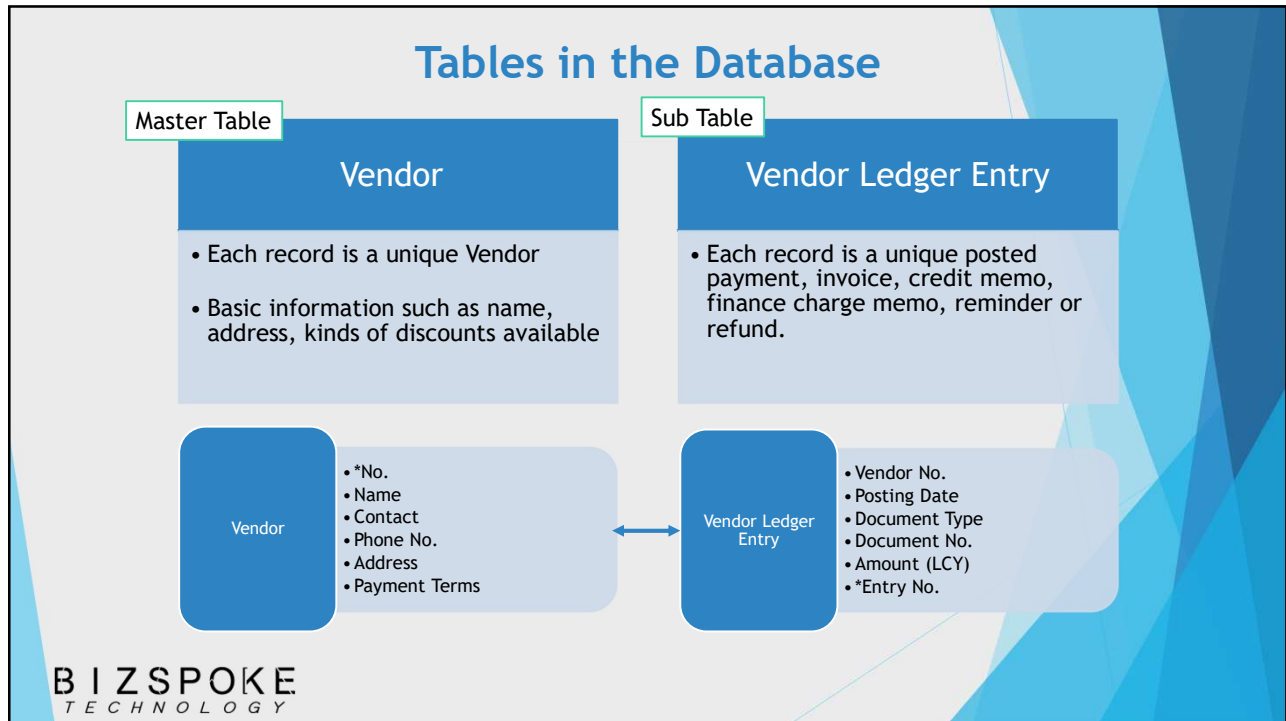 Tables in the Database
Master Table
Vendor
• Each record is a unique Vendor
• Basic information such as name,
address, kinds of discounts available
Sub Table
Vendor Ledger Entry
• Each record is a unique posted
payment, invoice, credit memo,
finance charge memo, reminder or
refund.
Vendor
• *No.
• Name
• Contact
• Phone No.
• Address
• Payment Terms
Vendor Ledger
Entry
• Vendor No.
• Posting Date
• Document Type
• Document No.
• Amount (LCY)
• *Entry No.
BIZSPOKE
TECHNOLOGY